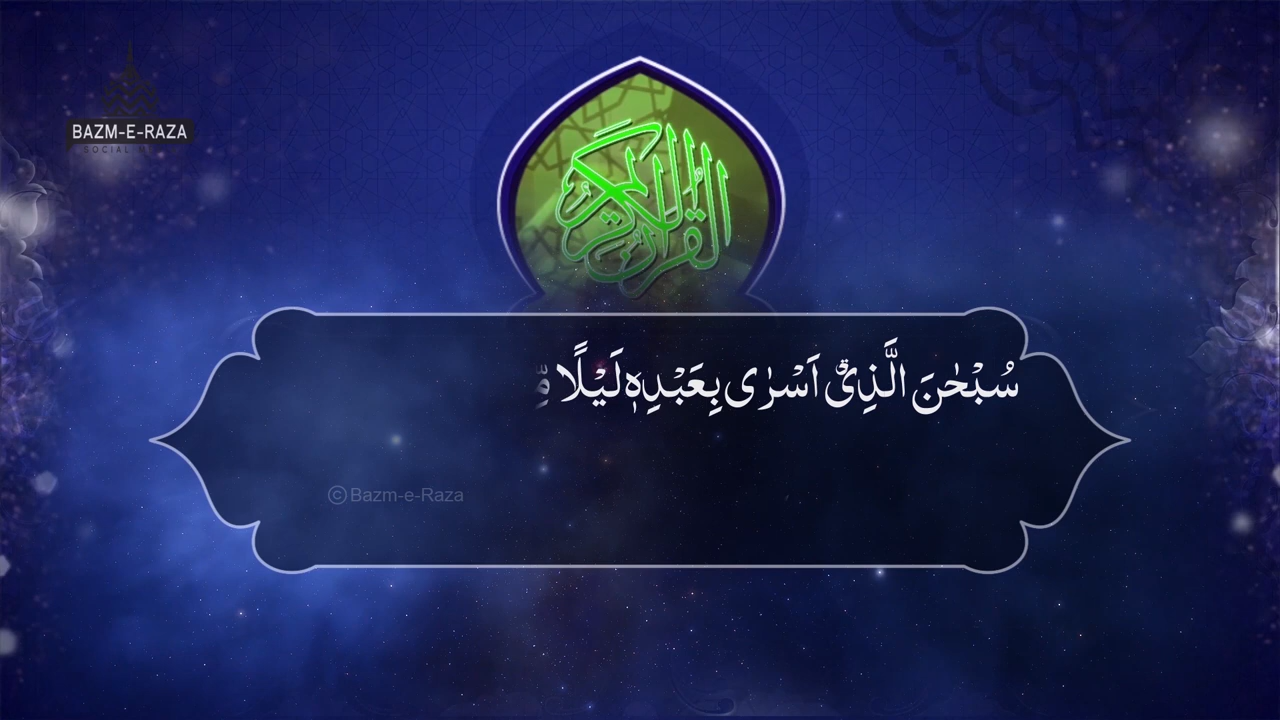 BAZM-E-RAZA
القرآن الكريم
سُبْحٰنَ الَّذِیْۤ اَسْرٰی بِعَبْدِهٖ لَیْلًا مِّ
©Bazm-e-Raza